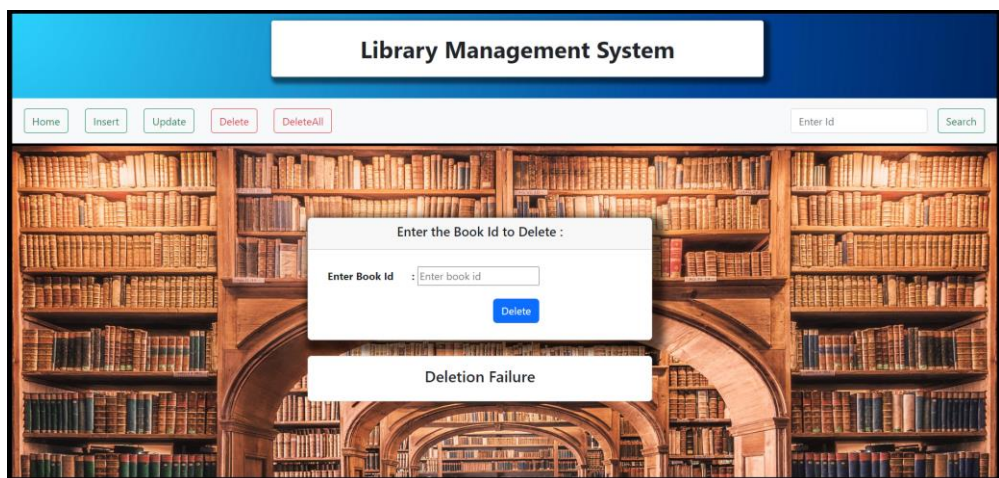 Library Management System
Home Insert Update Delete DeleteAll Enter Id Search
Enter the Book Id to Delete :
Enter Book Id : Enter book id
Delete
Deletion Failure